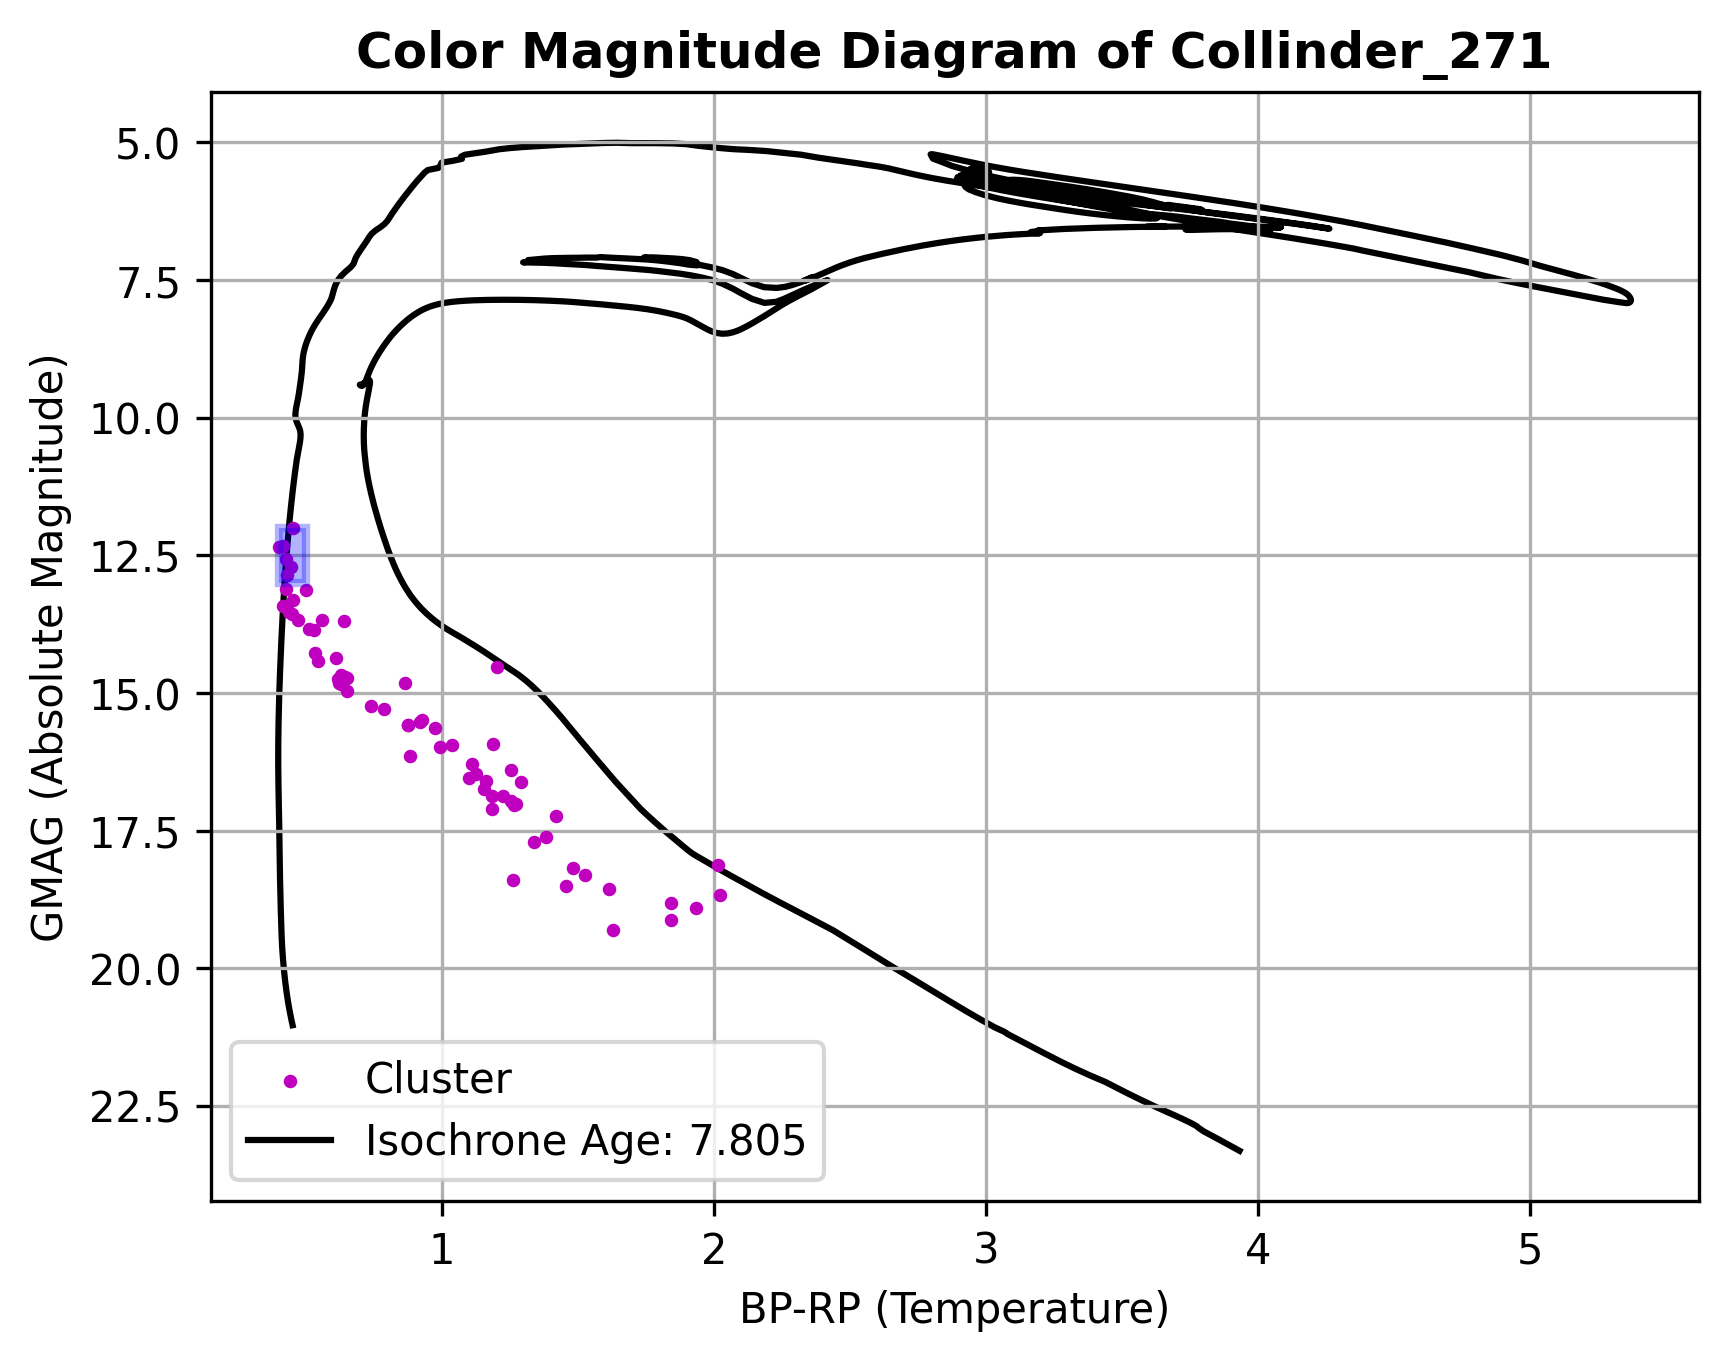 Color Magnitude Diagram of Collinder_271
GMAG (Absolute Magnitude)
5.0
7.5
10.0
12.5
15.0
17.5
20.0
22.5
Cluster
Isochrone Age: 7.805
1 2 3 4 5
BP-RP (Temperature)